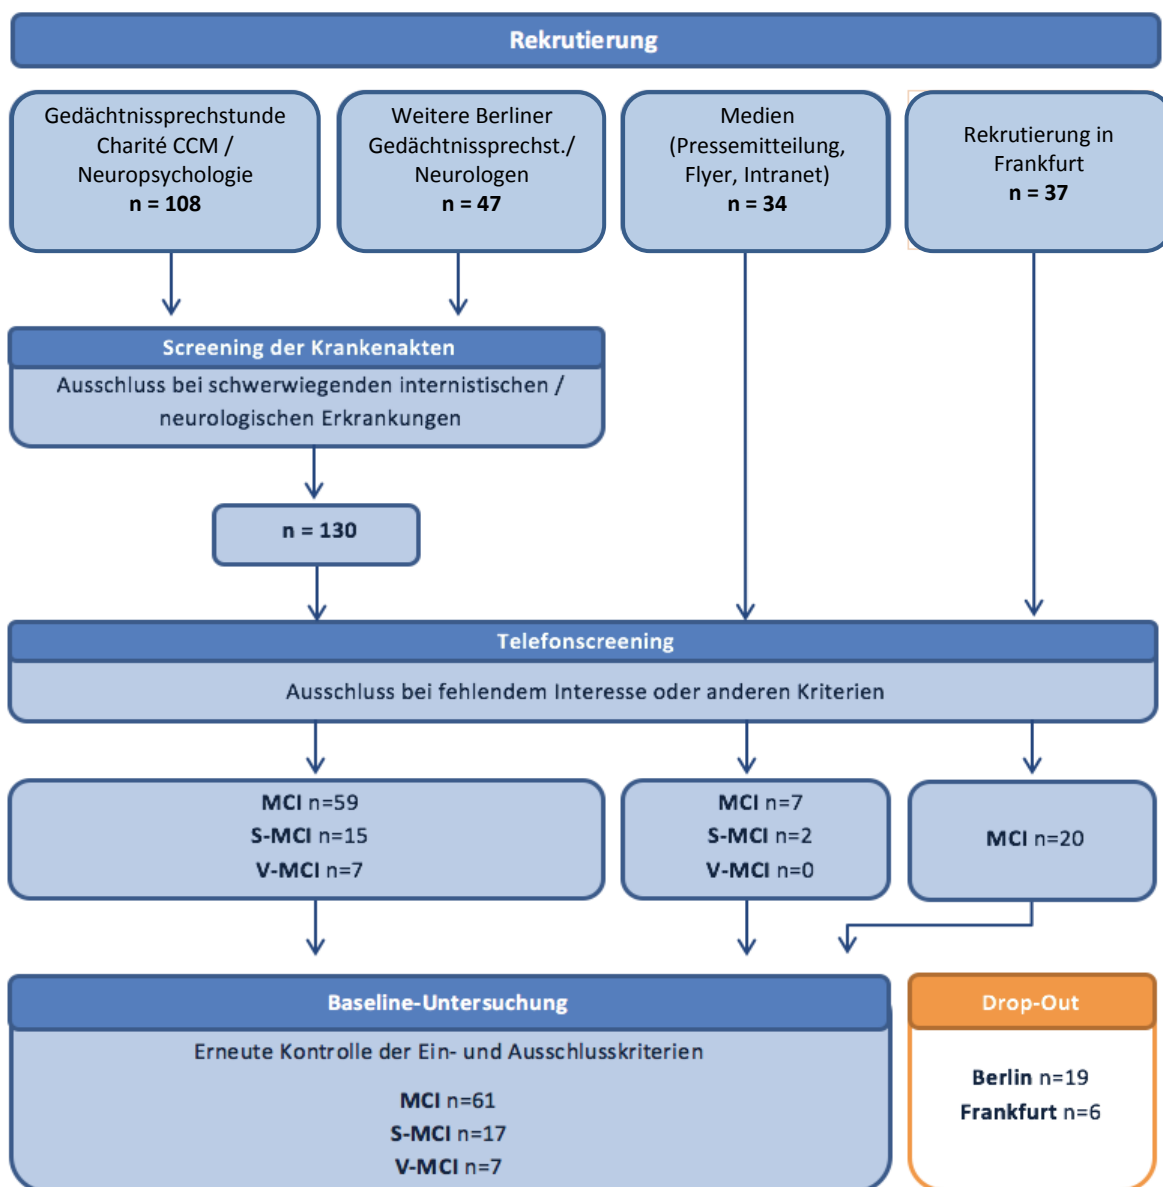 Rekrutierung
Gedächtnissprechstunde
Charité CCM /
Neuropsychologie
n = 108
Weitere Berliner
Gedächtnissprechst./
Neurologen
n = 47
Medien
(Pressemitteilung,
Flyer, Intranet)
n = 34
Rekrutierung in
Frankfurt
n = 37
Screening der Krankenakten
Ausschluss bei schwerwiegenden internistischen /
neurologischen Erkrankungen
n = 130
Telefonscreening
Ausschluss bei fehlendem Interesse oder anderen Kriterien
MCI n=59
S-MCI n=15
V-MCI n=7
MCI n=7
S-MCI n=2
V-MCI n=0
MCI n=20
Baseline-Untersuchung
Erneute Kontrolle der Ein- und Ausschlusskriterien
MCI n=61
S-MCI n=17
V-MCI n=7
Drop-Out
Berlin n=19
Frankfurt n=6